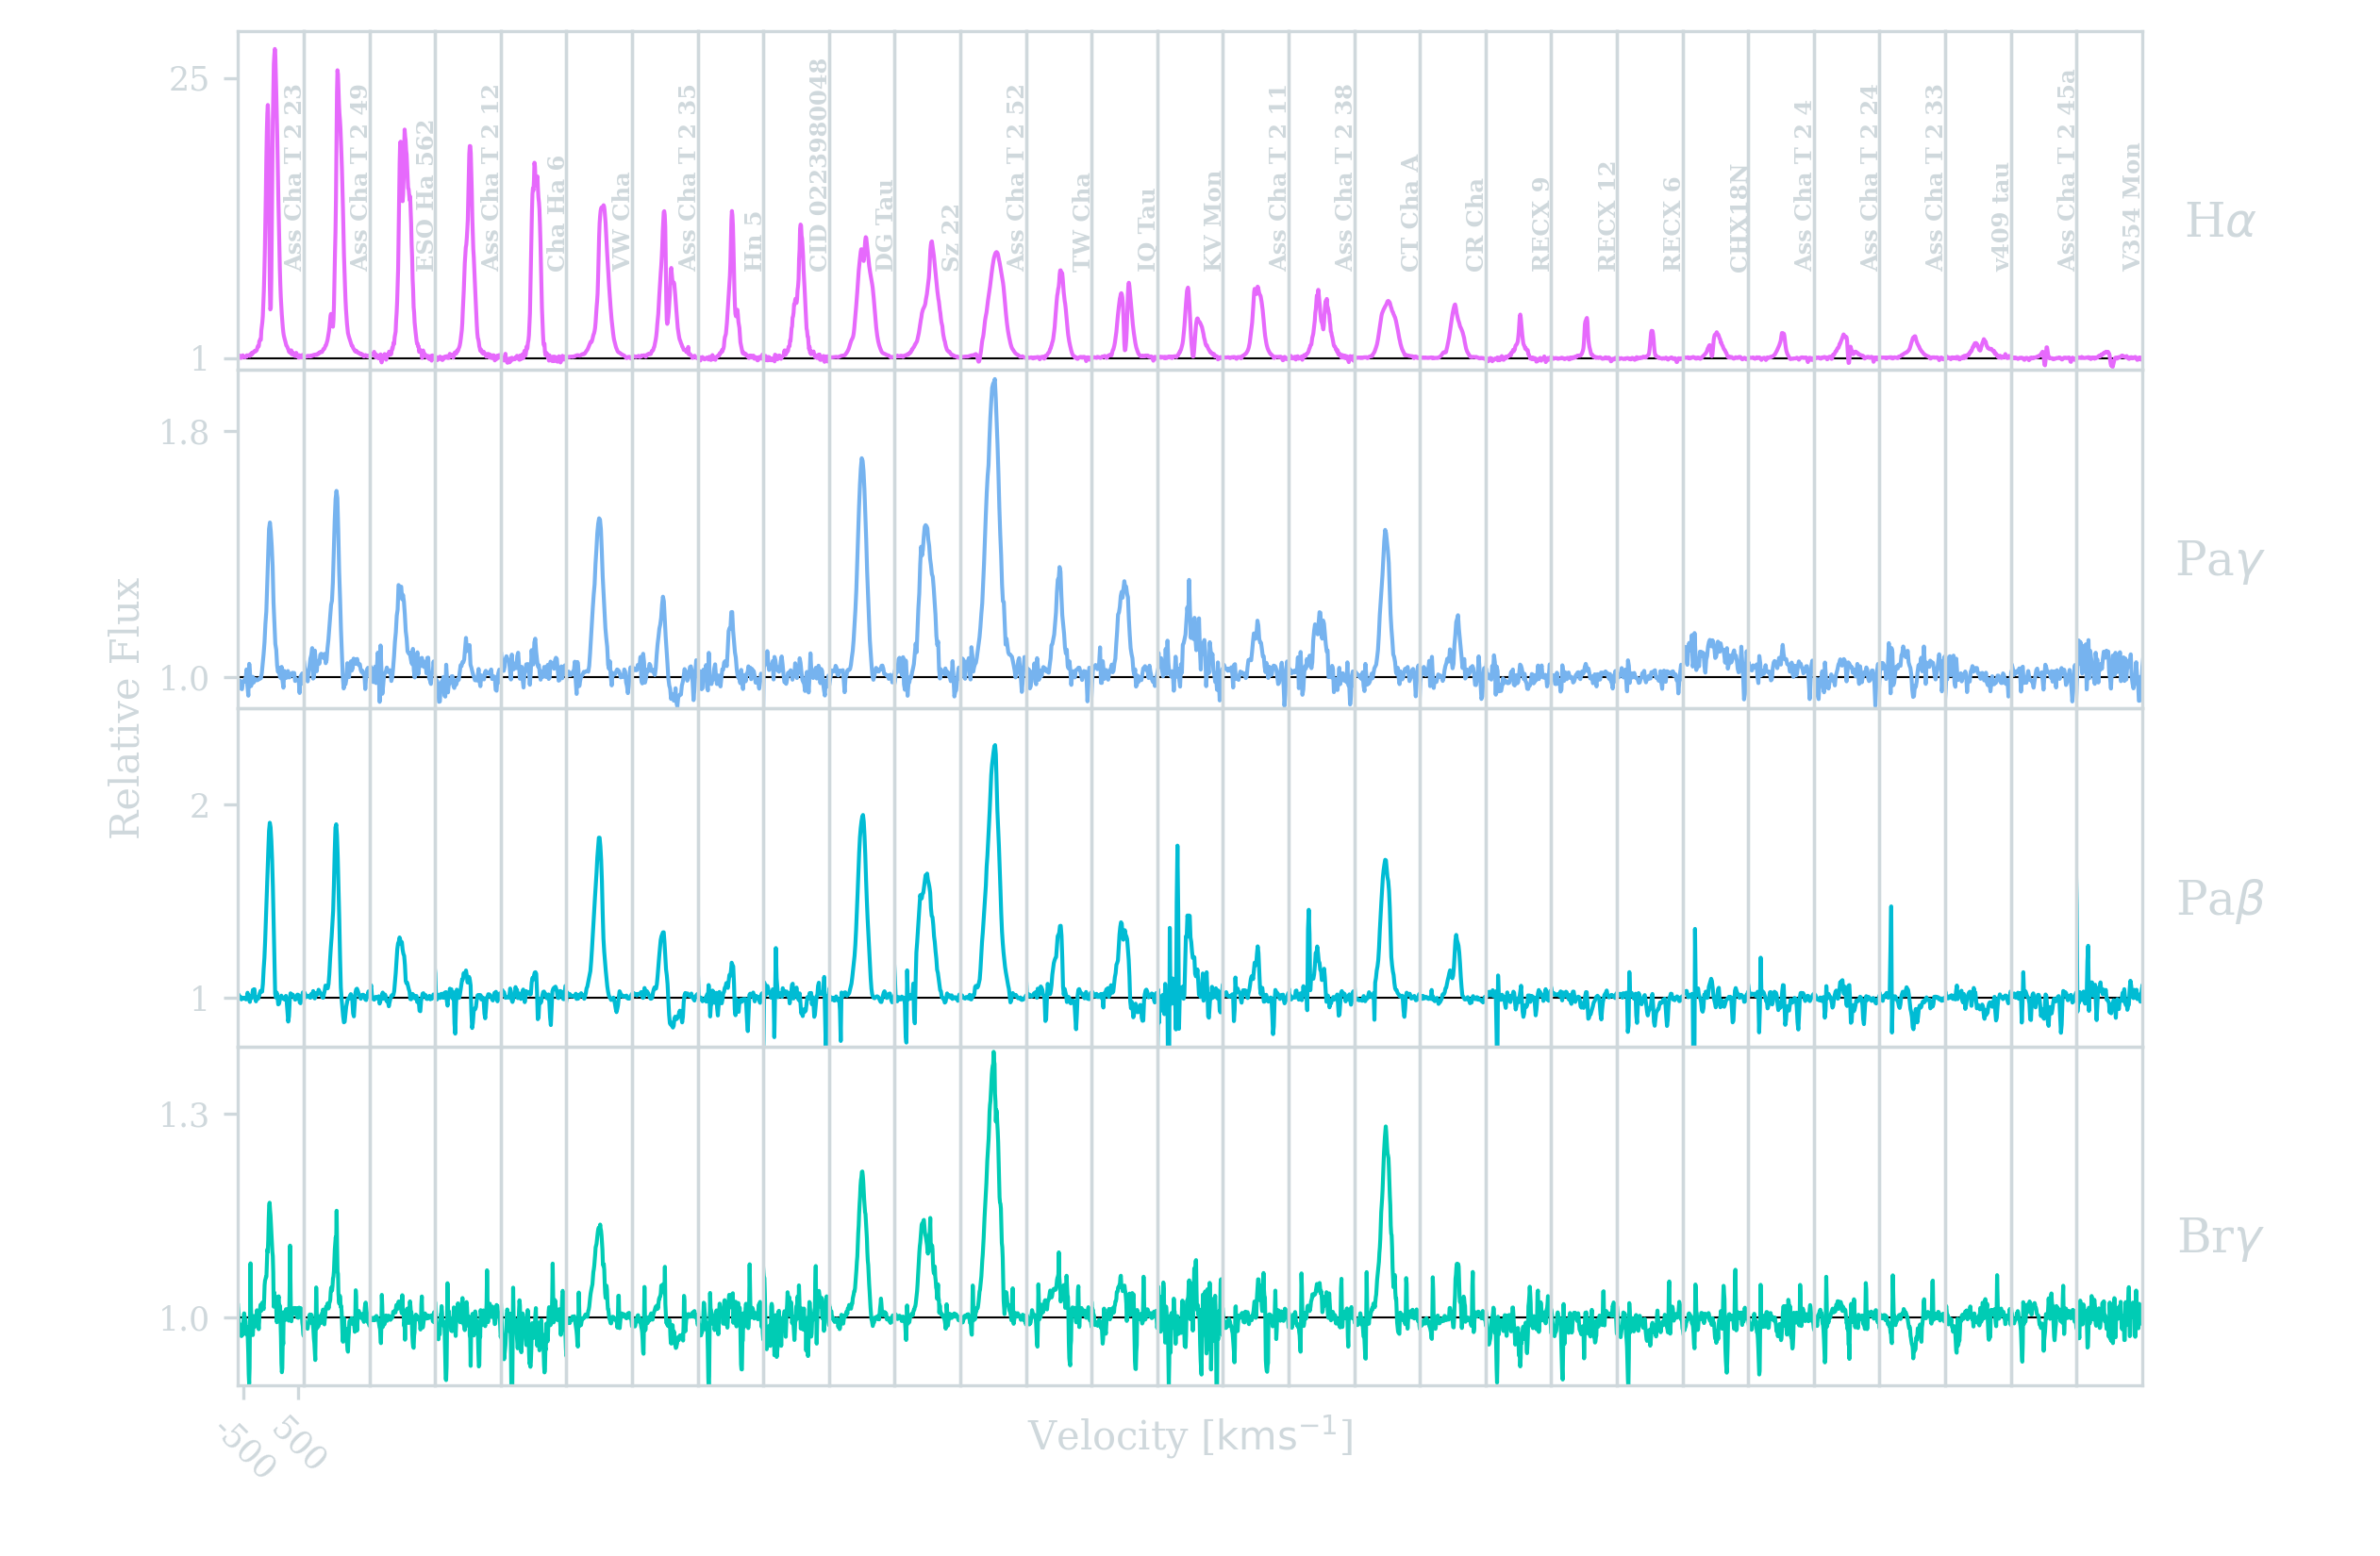 25
1
Ass Cha T 2 23
Ass Cha T 2 49
ESO Ha 562
Ass Cha T 2 12
Cha Ha 6
VW Cha
Ass Cha T 2 35
Hn 5
CID 0223980048
DG Tau
Sz 22
Ass Cha T 2 52
TW Cha
IQ Tau
KV Mon
Ass Cha T 2 11
Ass Cha T 2 38
CT Cha A
CR Cha
RECX 9
RECX 12
RECX 6
CHX18N
Ass Cha T 2 4
Ass Cha T 2 24
Ass Cha T 2 33
v409 tau
Ass Cha T 2 45a
V354 Mon
Hα
1.8
1.0
Paγ
Relative Flux
2
1
Paβ
1.3
1.0
Brγ
-500
500
Velocity [kms⁻¹]